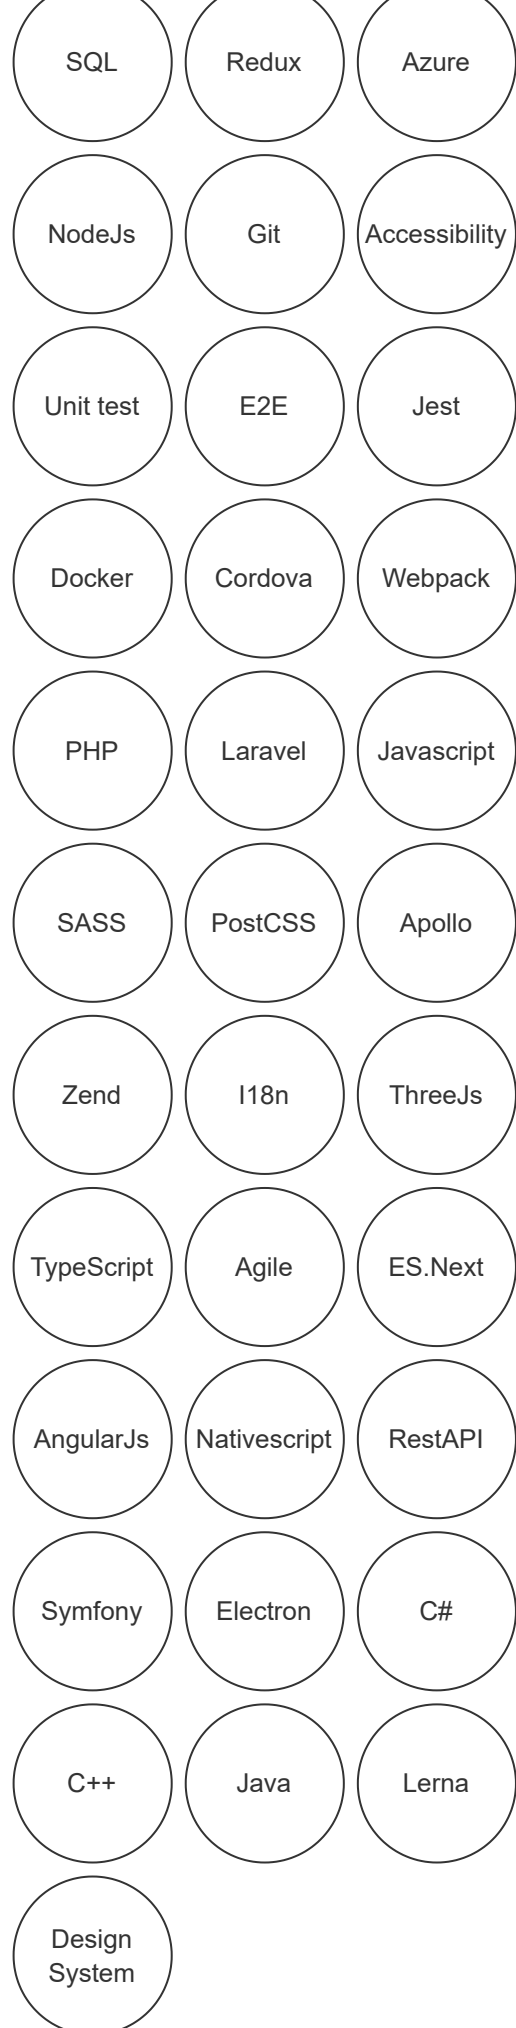 SQL
Redux
Azure
NodeJs
Git
Accessibility
Unit test
E2E
Jest
Docker
Cordova
Webpack
PHP
Laravel
Javascript
SASS
PostCSS
Apollo
Zend
I18n
ThreeJs
TypeScript
Agile
ES.Next
AngularJs
Nativescript
RestAPI
Symfony
Electron
C#
C++
Java
Lerna
Design
System